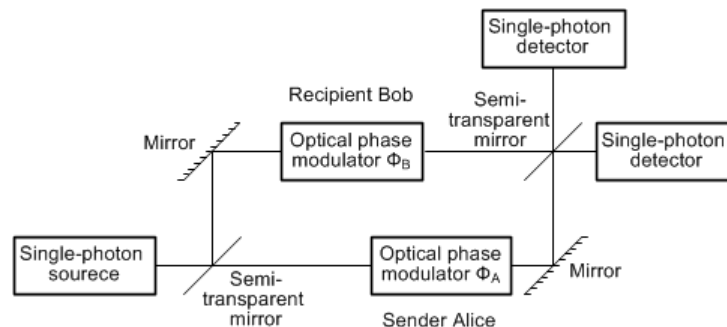 Single-photon
detector
Recipient Bob
Semi-
transparent
mirror
Mirror
Optical phase
modulator ΦB
Single-photon
detector
Single-photon
sourece
Optical phase
modulator ΦA
Mirror
Semi-
transparent
mirror
Sender Alice